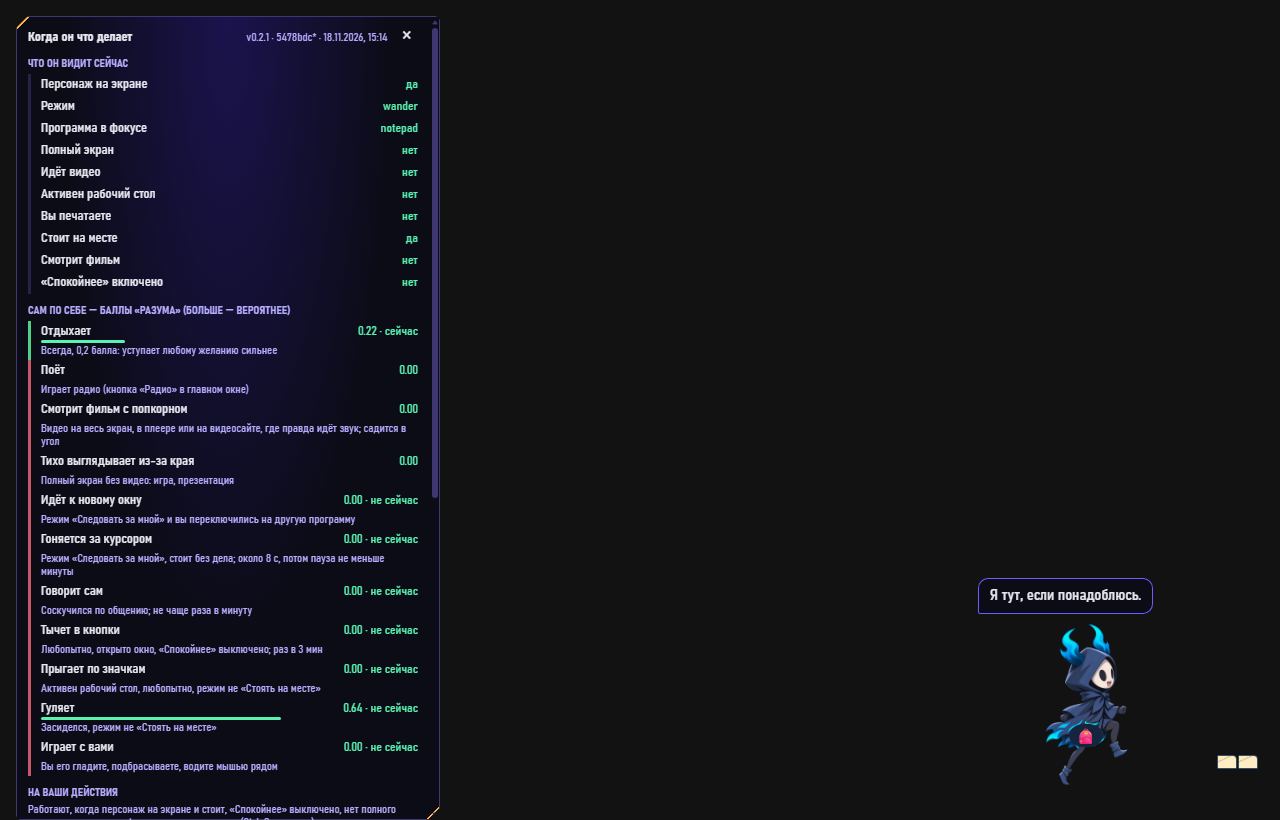 Когда он что делает
v0.2.1 · 5478bdc* · 18.11.2026, 15:14
×
ЧТО ОН ВИДИТ СЕЙЧАС
Персонаж на экране да
Режим wander
Программа в фокусе notepad
Полный экран нет
Идёт видео нет
Активен рабочий стол нет
Вы печатаете нет
Стоит на месте да
Смотрит фильм нет
«Спокойнее» включено нет
САМ ПО СЕБЕ — БАЛЛЫ «РАЗУМА» (БОЛЬШЕ — ВЕРОЯТНЕЕ)
Отдыхает 0.22 · сейчас
Всегда, 0,2 балла: уступает любому желанию сильнее
Поёт 0.00
Играет радио (кнопка «Радио» в главном окне)
Смотрит фильм с попкорном 0.00
Видео на весь экран, в плеере или на видеосайте, где правда идёт звук; садится в
угол
Тихо выглядывает из-за края 0.00
Полный экран без видео: игра, презентация
Идёт к новому окну 0.00 · не сейчас
Режим «Следовать за мной» и вы переключились на другую программу
Гоняется за курсором 0.00 · не сейчас
Режим «Следовать за мной», стоит без дела; около 8 с, потом пауза не меньше
минуты
Говорит сам 0.00 · не сейчас
Соскучился по общению; не чаще раза в минуту
Тычет в кнопки 0.00 · не сейчас
Любопытно, открыто окно, «Спокойнее» выключено; раз в 3 мин
Прыгает по значкам 0.00 · не сейчас
Активен рабочий стол, любопытно, режим не «Стоять на месте»
Гуляет 0.64 · не сейчас
Засиделся, режим не «Стоять на месте»
Играет с вами 0.00 · не сейчас
Вы его гладите, подбрасываете, водите мышью рядом
НА ВАШИ ДЕЙСТВИЯ
Работают, когда персонаж на экране и стоит, «Спокойнее» выключено, нет полного
Я тут, если понадоблюсь.